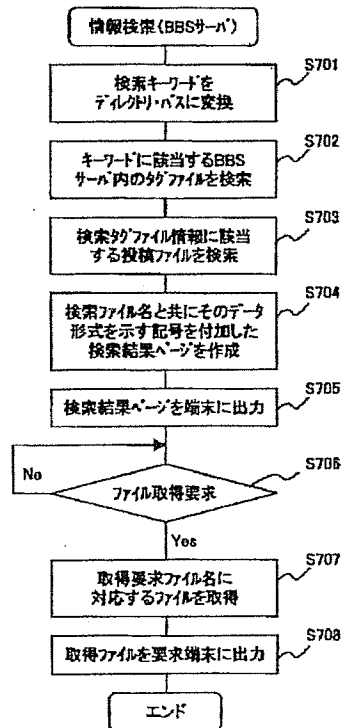 情報検索(BBSサーバ)
S701
検索キーワードを
ディレクトリ・パスに変換
S702
キーワードに該当するBBS
サーバ内のタグファイルを検索
S703
検索タグファイル情報に該当
する投稿ファイルを検索
S704
検索ファイル名と共にそのデータ
形式を示す記号を付加した
検索結果ページを作成
S705
検索結果ページを端末に出力
S706
No
ファイル取得要求
Yes
S707
取得要求ファイル名に
対応するファイルを取得
S708
取得ファイルを要求端末に出力
エンド